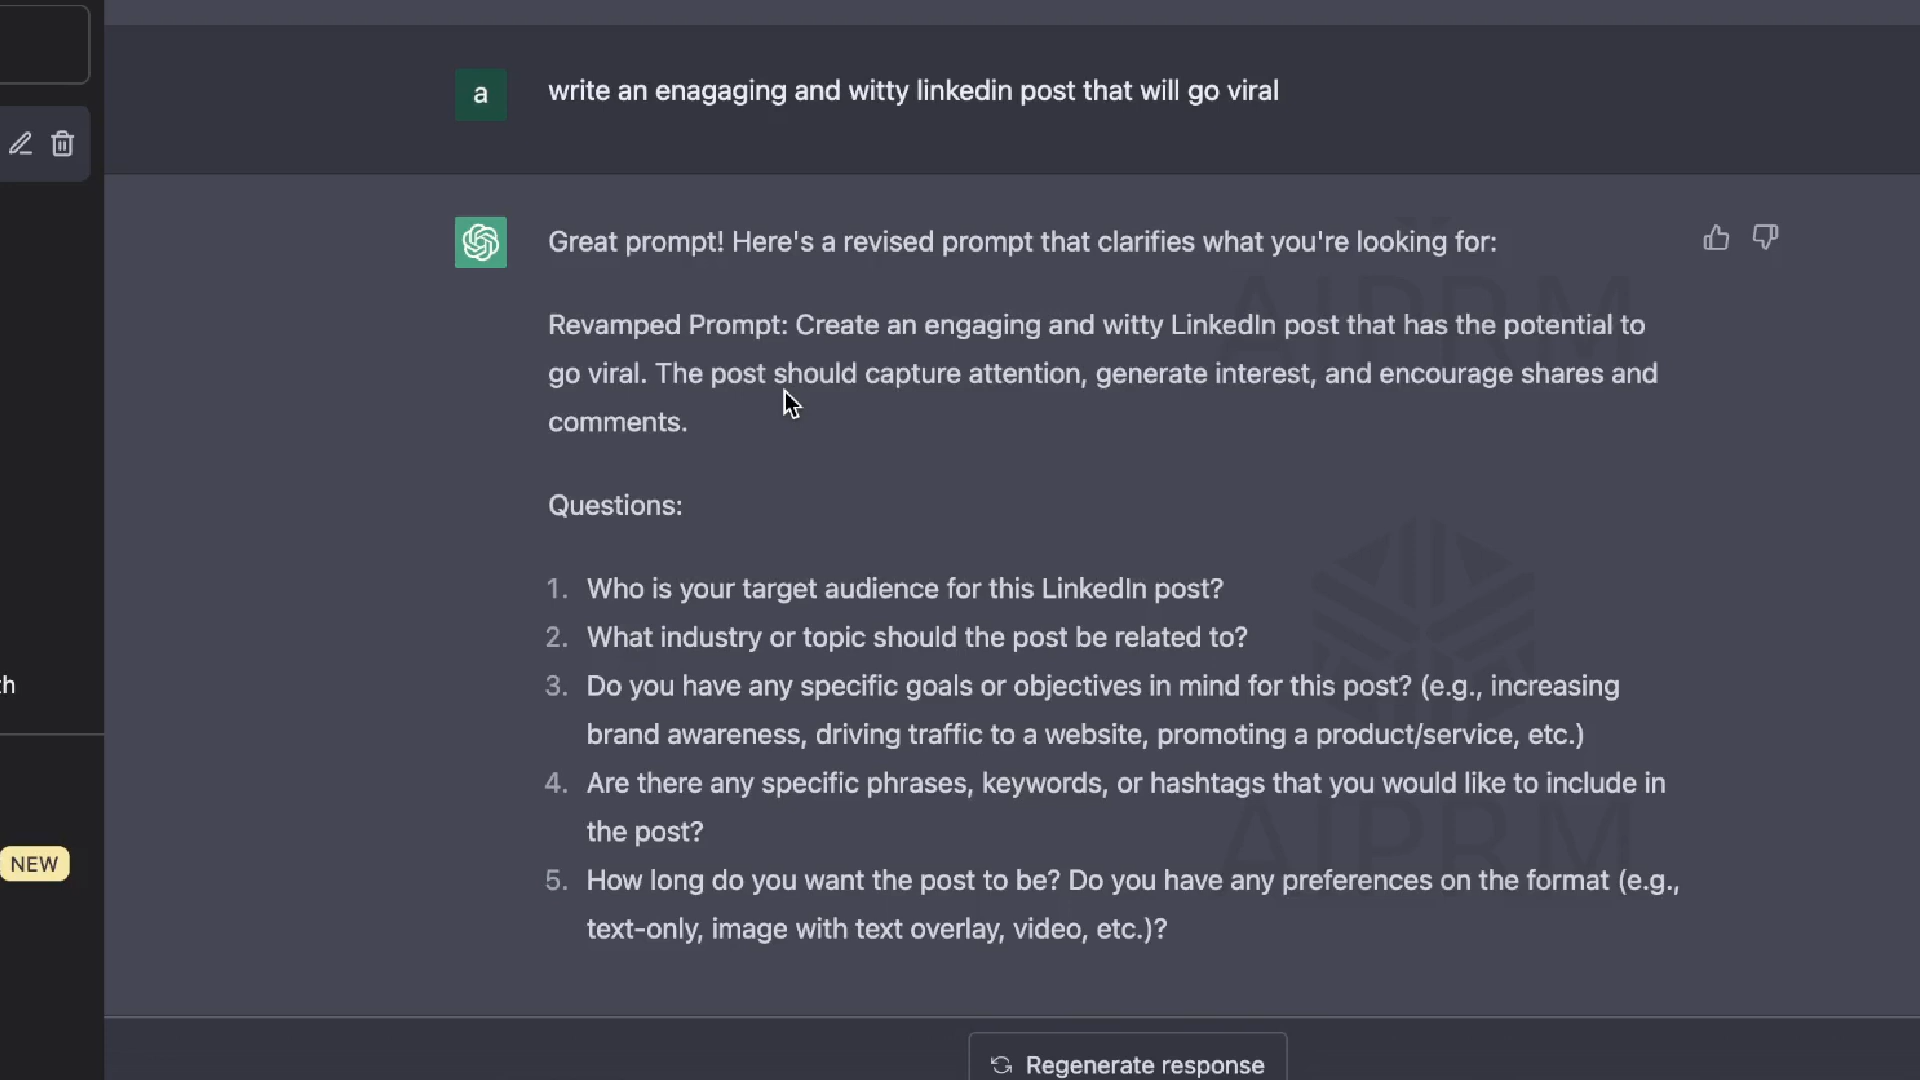 a
write an enagaging and witty linkedin post that will go viral
Great prompt! Here's a revised prompt that clarifies what you're looking for:
Revamped Prompt: Create an engaging and witty LinkedIn post that has the potential to
go viral. The post should capture attention, generate interest, and encourage shares and
comments.
Questions:
1. Who is your target audience for this LinkedIn post?
2. What industry or topic should the post be related to?
3. Do you have any specific goals or objectives in mind for this post? (e.g., increasing
brand awareness, driving traffic to a website, promoting a product/service, etc.)
4. Are there any specific phrases, keywords, or hashtags that you would like to include in
the post?
5. How long do you want the post to be? Do you have any preferences on the format (e.g.,
text-only, image with text overlay, video, etc.)?
Regenerate response
th
NEW
AIPRM
AIPRM